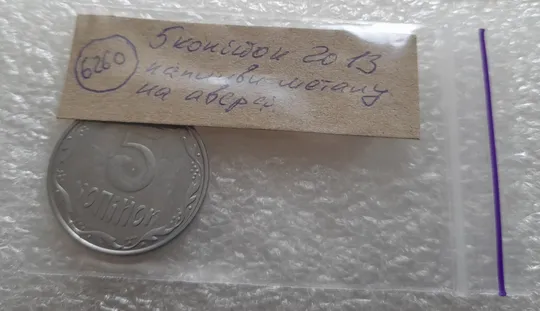 6260
5 копійок 2013
напливи металу
на аверсі
5
КОПІЙОК